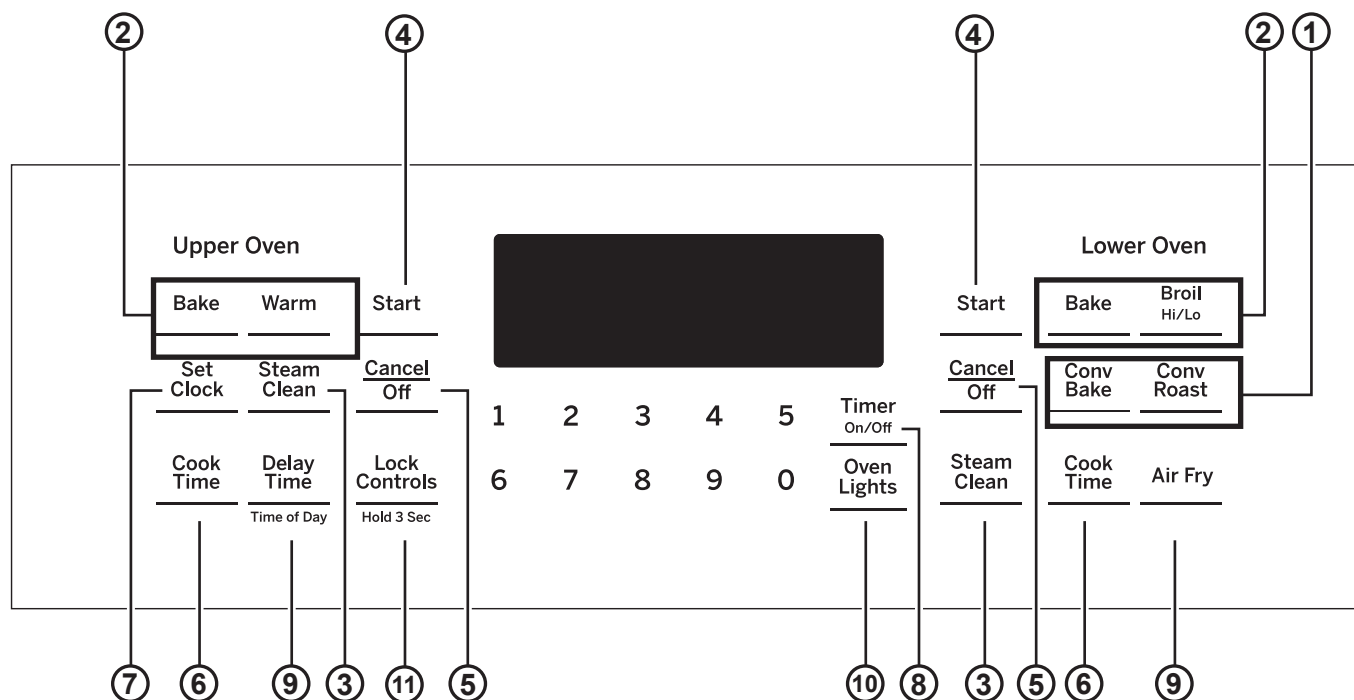 2 4 4 2 1
Upper Oven Lower Oven
Bake Warm Start Start Bake Broil
Hi/Lo
Set Clock Steam Clean Cancel Off Cancel Off Conv Bake Conv Roast
1 2 3 4 5 Timer
On/Off
Cook Time Delay Time Lock Controls 6 7 8 9 0 Oven Lights Steam Clean Cook Time Air Fry
Time of Day Hold 3 Sec
7 6 9 3 11 5 10 8 3 5 6 9